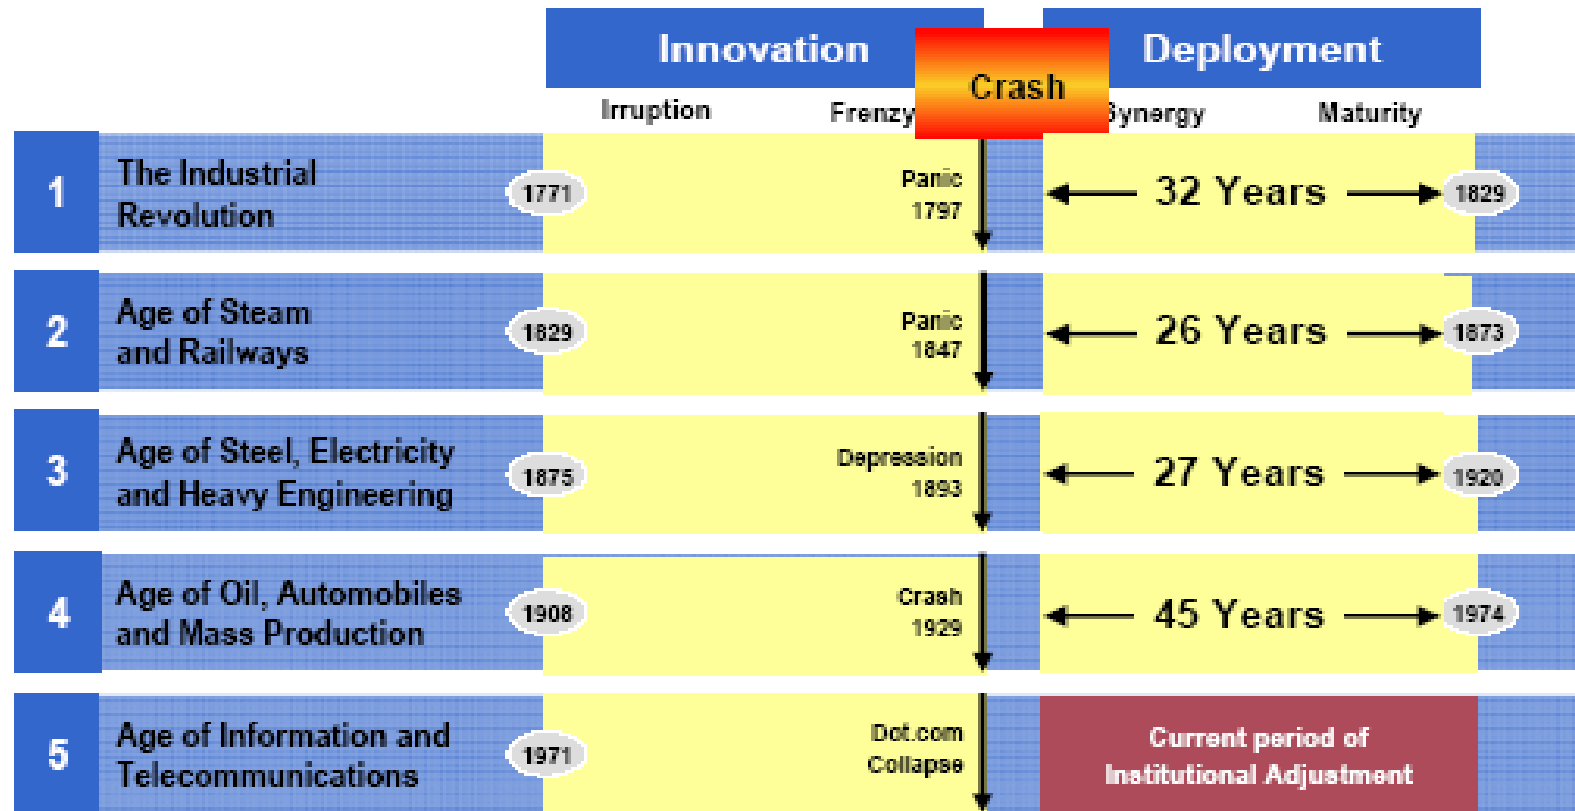 Innovation
Deployment
Crash
Irruption
Frenzy
Synergy
Maturity
1
The Industrial
Revolution
1771
Panic
1797
32 Years
1829
2
Age of Steam
and Railways
1829
Panic
1847
26 Years
1873
3
Age of Steel, Electricity
and Heavy Engineering
1875
Depression
1893
27 Years
1920
4
Age of Oil, Automobiles
and Mass Production
1908
Crash
1929
45 Years
1974
5
Age of Information and
Telecommunications
1971
Dot.com
Collapse
Current period of
Institutional Adjustment